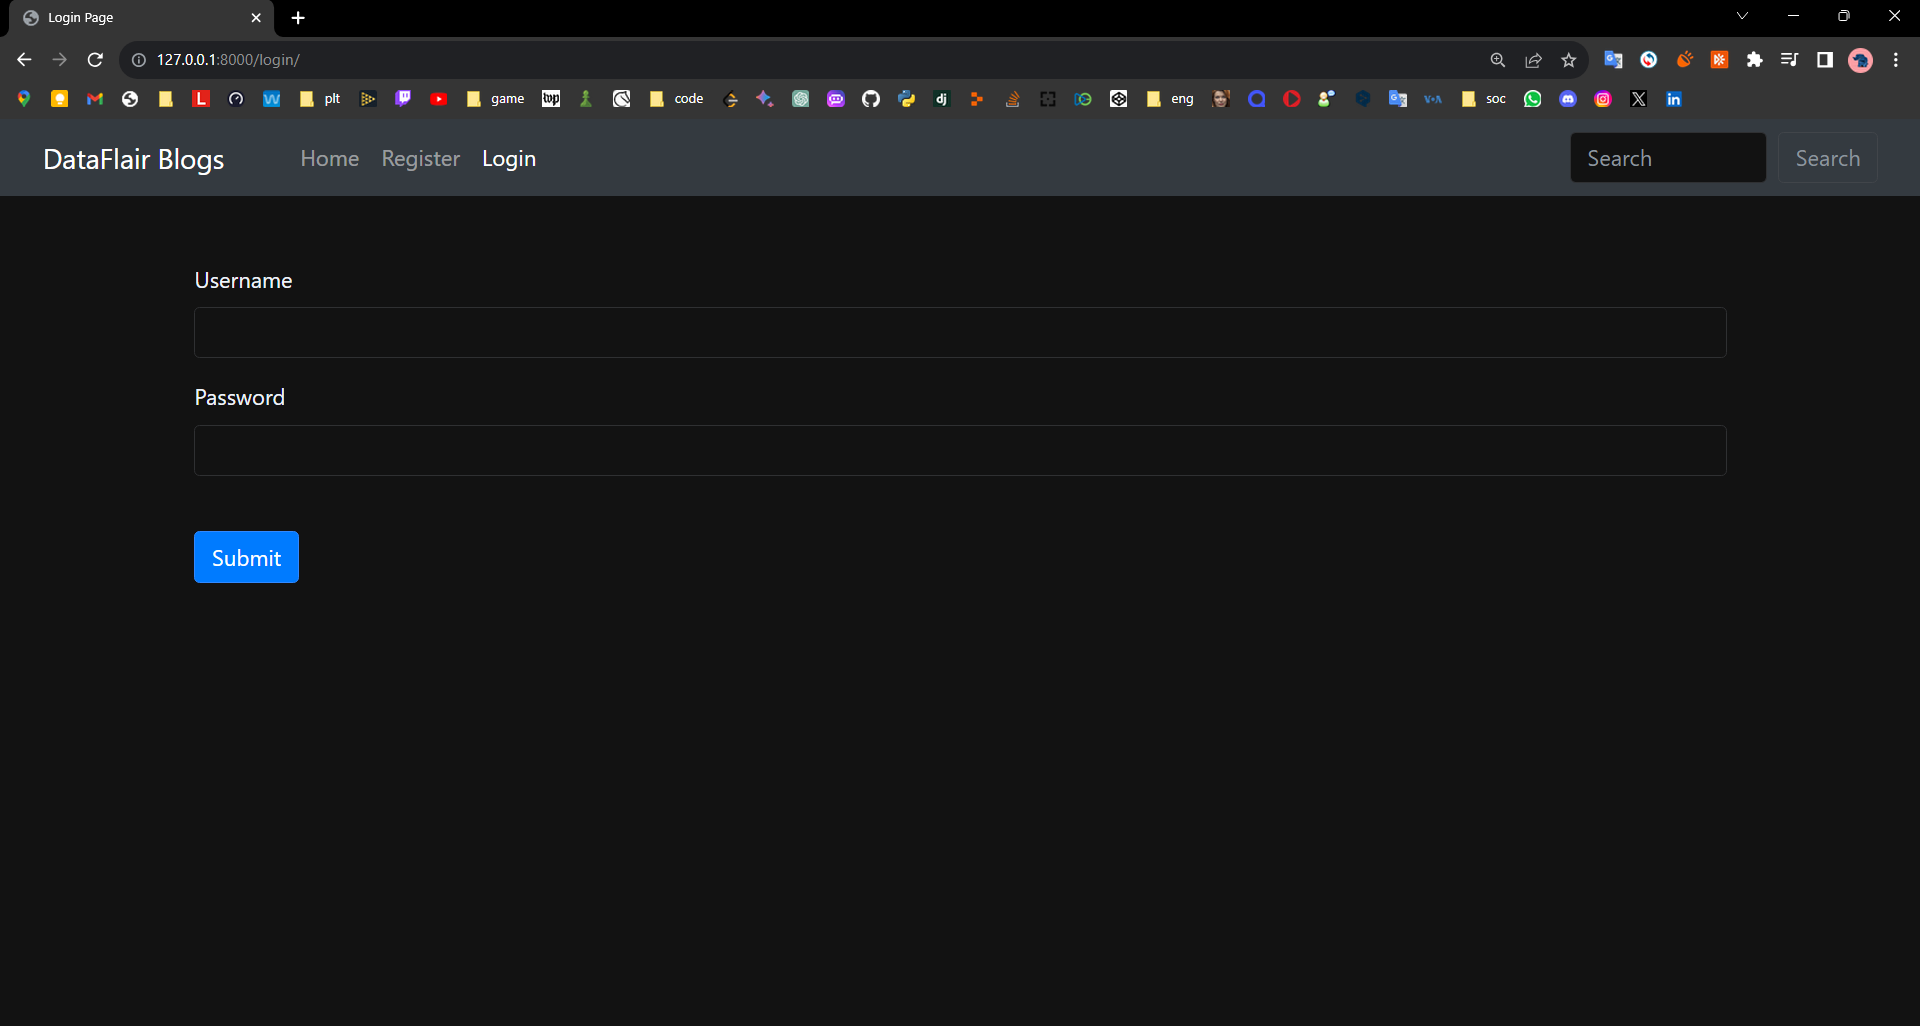 Login Page
127.0.0.1:8000/login/
plt
game
code
eng
soc
DataFlair Blogs
Home Register Login
Search
Search
Username
Password
Submit